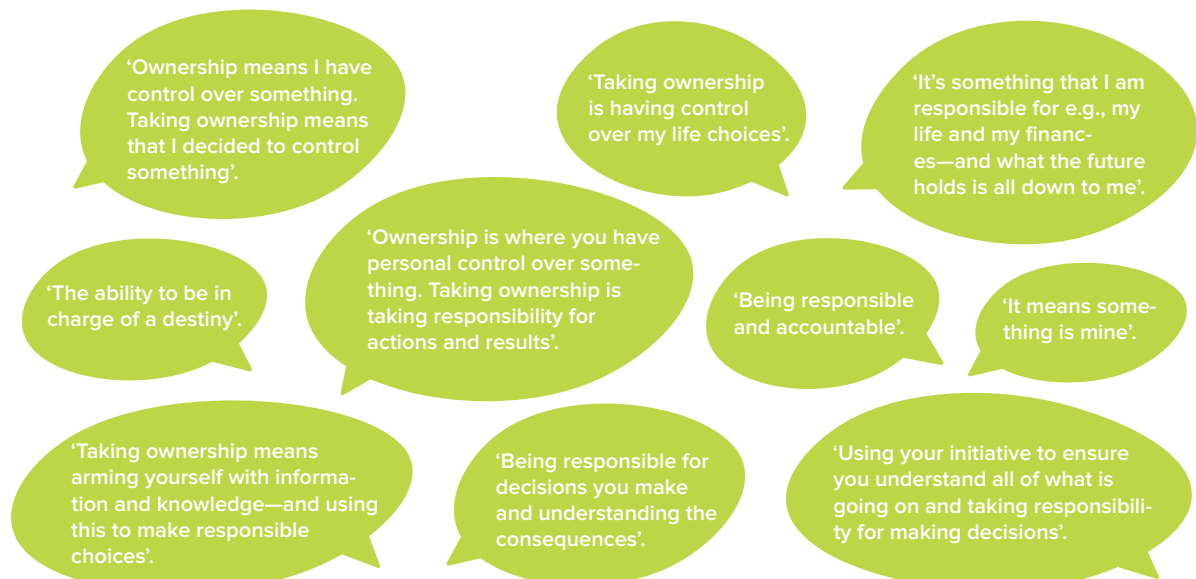 ‘Ownership means I have
control over something.
Taking ownership means
that I decided to control
something’.
‘Taking ownership
is having control
over my life choices’.
‘It’s something that I am
responsible for e.g., my
life and my financ-
es—and what the future
holds is all down to me’.
‘The ability to be in
charge of a destiny’.
‘Ownership is where you have
personal control over some-
thing. Taking ownership is
taking responsibility for
actions and results’.
‘Being responsible
and accountable’.
‘It means some-
thing is mine’.
‘Taking ownership means
arming yourself with informa-
tion and knowledge—and using
this to make responsible
choices’.
‘Being responsible for
decisions you make
and understanding the
consequences’.
‘Using your initiative to ensure
you understand all of what is
going on and taking responsibili-
ty for making decisions’.